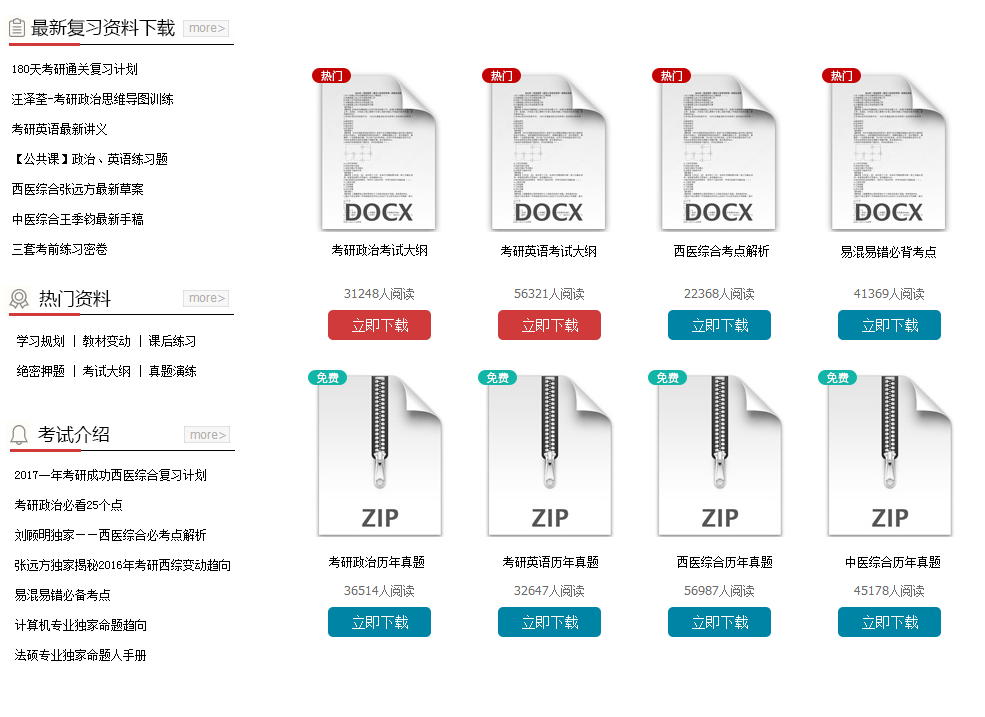 最新复习资料下载 more>
180天考研通关复习计划
汪泽荃-考研政治思维导图训练
考研英语最新讲义
【公共课】政治、英语练习题
西医综合张远方最新草案
中医综合王季钧最新手稿
三套考前练习密卷
热门资料 more>
学习规划 | 教材变动 | 课后练习
绝密押题 | 考试大纲 | 真题演练
考试介绍 more>
2017一年考研成功西医综合复习计划
考研政治必看25个点
刘顾明独家——西医综合必考点解析
张远方独家揭秘2016年考研西综变动趋向
易混易错必备考点
计算机专业独家命题趋向
法硕专业独家命题人手册
热门 热门 热门 热门
DOCX DOCX DOCX DOCX
考研政治考试大纲 考研英语考试大纲 西医综合考点解析 易混易错必背考点
31248人阅读 56321人阅读 22368人阅读 41369人阅读
立即下载 立即下载 立即下载 立即下载
免费 免费 免费 免费
ZIP ZIP ZIP ZIP
考研政治历年真题 考研英语历年真题 西医综合历年真题 中医综合历年真题
36514人阅读 32647人阅读 56987人阅读 45178人阅读
立即下载 立即下载 立即下载 立即下载